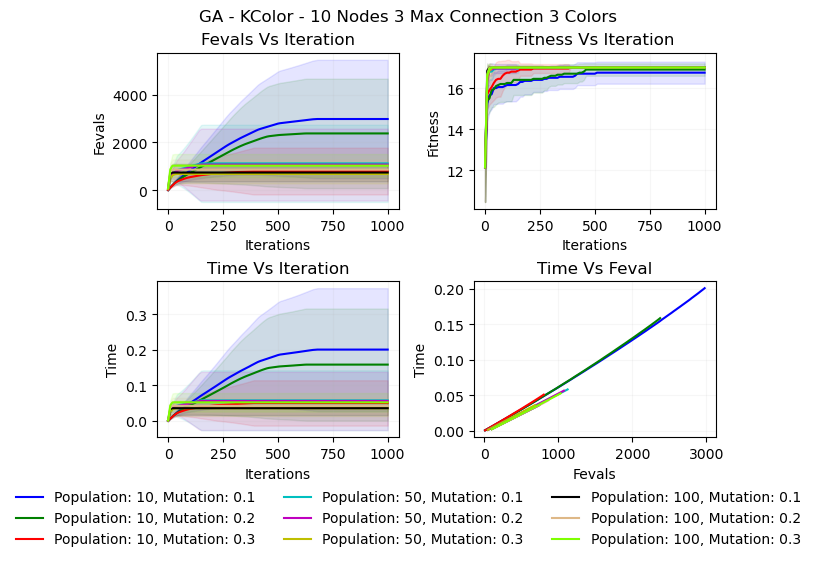 GA - KColor - 10 Nodes 3 Max Connection 3 Colors
Fevals Vs Iteration
Fevals
4000
2000
0
0 250 500 750 1000
Iterations
Fitness Vs Iteration
Fitness
16
14
12
0 250 500 750 1000
Iterations
Time Vs Iteration
Time
0.3
0.2
0.1
0.0
0 250 500 750 1000
Iterations
Time Vs Feval
Time
0.20
0.15
0.10
0.05
0.00
0 1000 2000 3000
Fevals
Population: 10, Mutation: 0.1
Population: 10, Mutation: 0.2
Population: 10, Mutation: 0.3
Population: 50, Mutation: 0.1
Population: 50, Mutation: 0.2
Population: 50, Mutation: 0.3
Population: 100, Mutation: 0.1
Population: 100, Mutation: 0.2
Population: 100, Mutation: 0.3